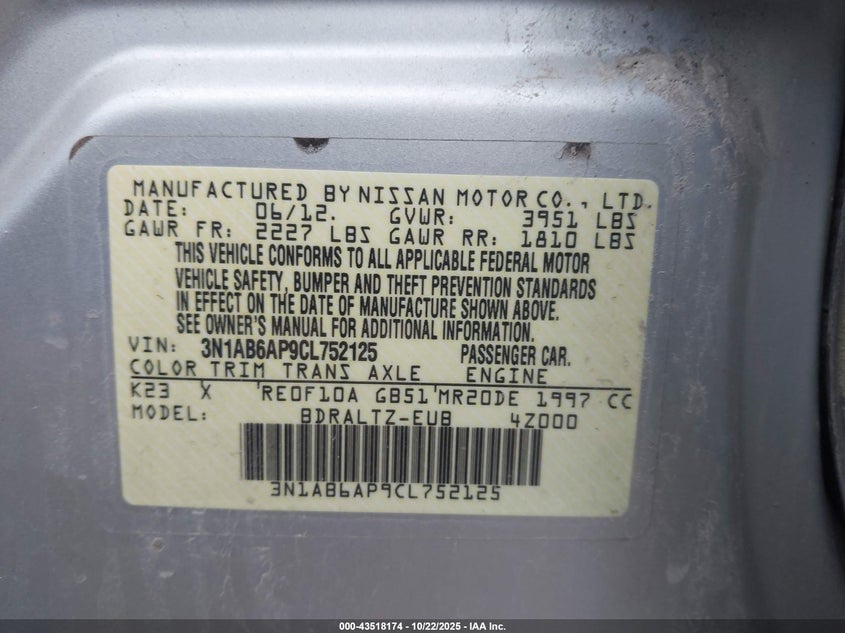 MANUFACTURED BY NISSAN MOTOR CO., LTD.
DATE: 06/12. GVWR: 3951 LBS
GAWR FR: 2227 LBS GAWR RR: 1810 LBS
THIS VEHICLE CONFORMS TO ALL APPLICABLE FEDERAL MOTOR
VEHICLE SAFETY, BUMPER AND THEFT PREVENTION STANDARDS
IN EFFECT ON THE DATE OF MANUFACTURE SHOWN ABOVE.
SEE OWNER'S MANUAL FOR ADDITIONAL INFORMATION.
VIN: 3N1AB6AP9CL752125 PASSENGER CAR.
COLOR TRIM TRANS AXLE ENGINE
K23 X 'RE0F10A GB51'MR20DE 1997 CC
MODEL: BDRALTZ-EUB 4Z000
3N1AB6AP9CL752125
000-43518174 - 10/22/2025 - IAA Inc.